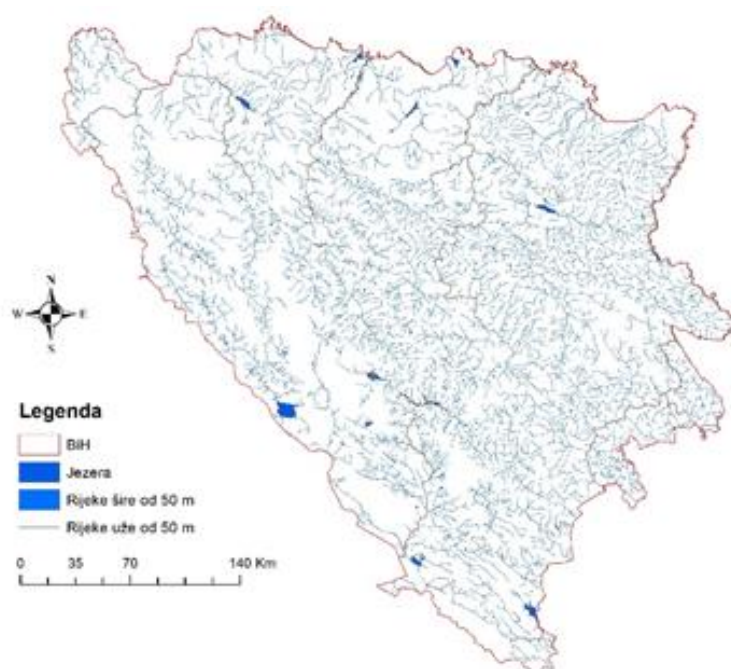 N
W E
S
Legenda
BiH
Jezera
Rijeke šire od 50 m
Rijeke uže od 50 m
0 35 70 140 Km